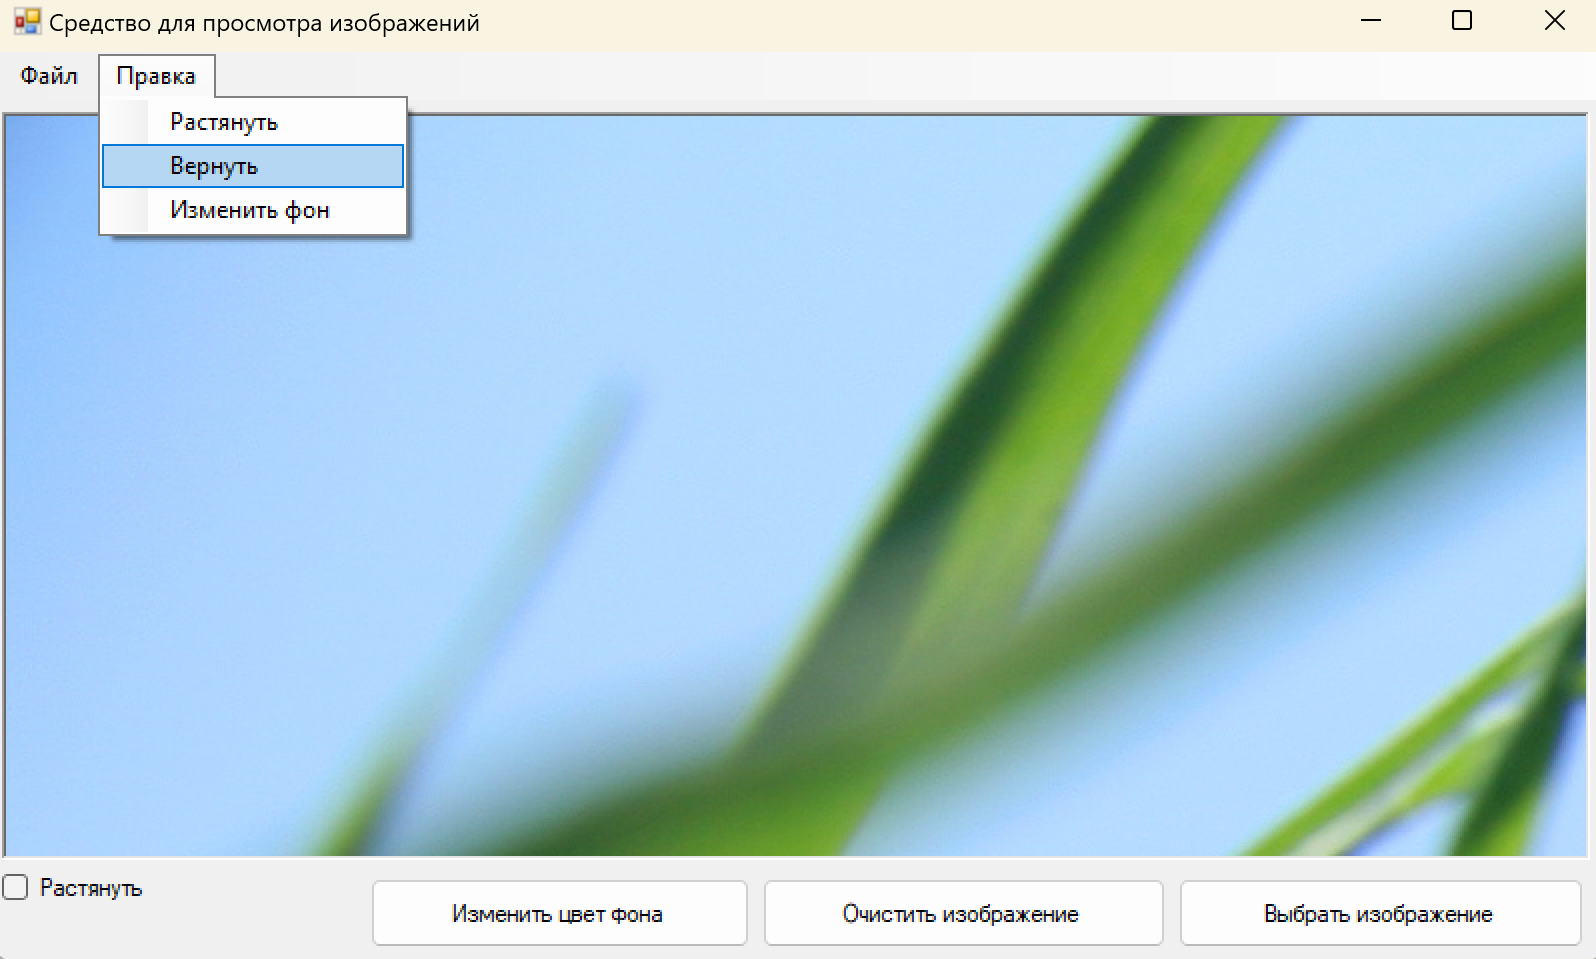 Средство для просмотра изображений
Файл Правка
Растянуть
Вернуть
Изменить фон
Растянуть
Изменить цвет фона Очистить изображение Выбрать изображение